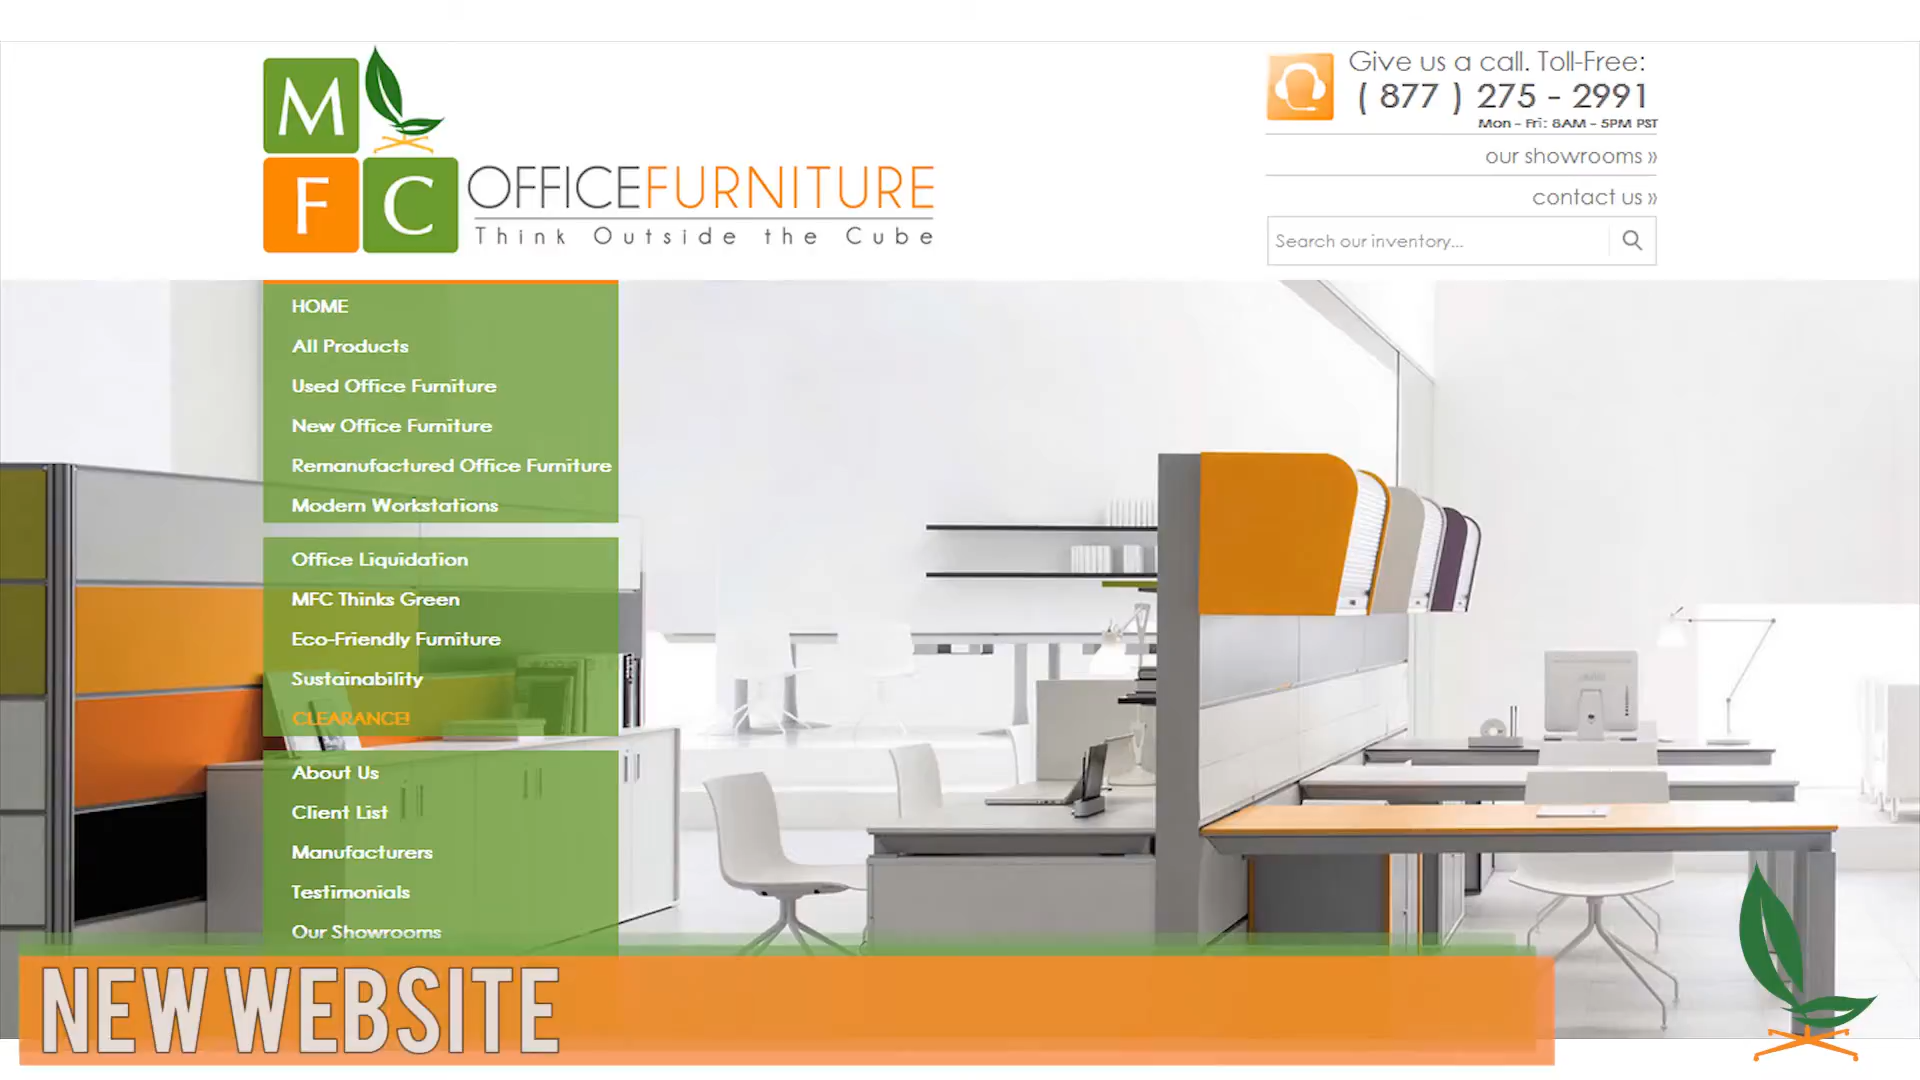 M
F C
OFFICEFURNITURE
Think Outside the Cube
Give us a call. Toll-Free:
( 877 ) 275 - 2991
Mon - Fri: 8AM - 5PM PST
our showrooms »
contact us »
Search our inventory...
HOME
All Products
Used Office Furniture
New Office Furniture
Remanufactured Office Furniture
Modern Workstations
Office Liquidation
MFC Thinks Green
Eco-Friendly Furniture
Sustainability
CLEARANCE!
About Us
Client List
Manufacturers
Testimonials
Our Showrooms
NEW WEBSITE